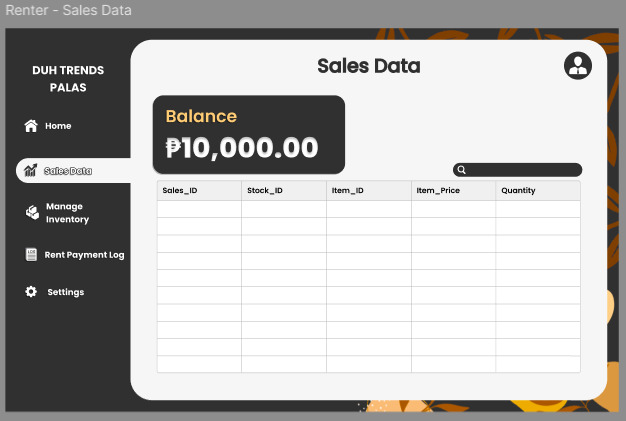 Renter - Sales Data
DUH TRENDS
PALAS
Home
Sales Data
Manage
Inventory
Rent Payment Log
Settings
Sales Data
Balance
₱10,000.00
Sales_ID Stock_ID Item_ID Item_Price Quantity